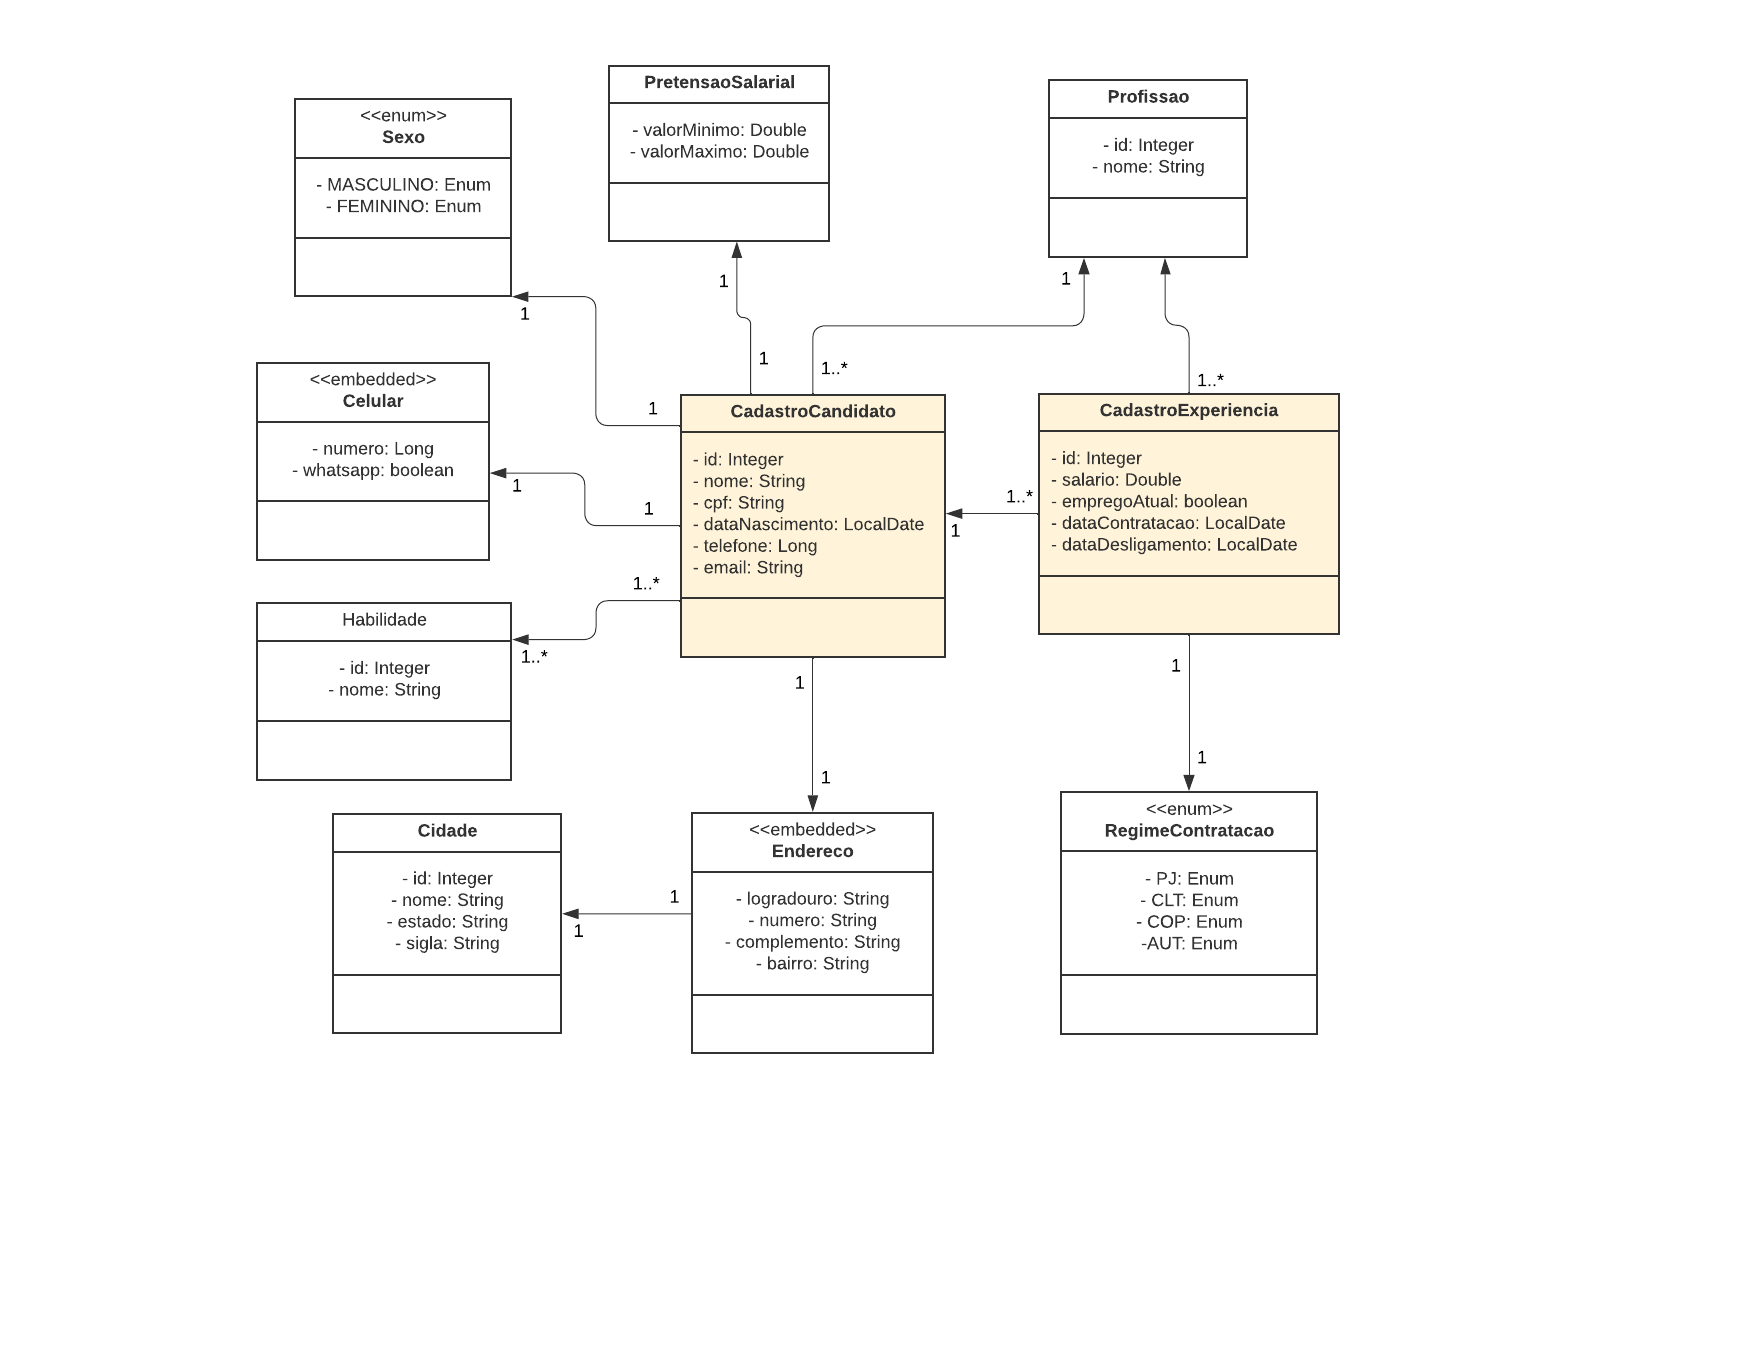 PretensaoSalarial
- valorMinimo: Double
- valorMaximo: Double
Profissao
- id: Integer
- nome: String
<<enum>>
Sexo
- MASCULINO: Enum
- FEMININO: Enum
1
1
1
1
1..*
1..*
<<embedded>>
Celular
- numero: Long
- whatsapp: boolean
1
1
1
CadastroCandidato
- id: Integer
- nome: String
- cpf: String
- dataNascimento: LocalDate
- telefone: Long
- email: String
1..*
1
CadastroExperiencia
- id: Integer
- salario: Double
- empregoAtual: boolean
- dataContratacao: LocalDate
- dataDesligamento: LocalDate
Habilidade
- id: Integer
- nome: String
1..*
1..*
1
1
1
1
Cidade
- id: Integer
- nome: String
- estado: String
- sigla: String
1
1
<<embedded>>
Endereco
- logradouro: String
- numero: String
- complemento: String
- bairro: String
<<enum>>
RegimeContratacao
- PJ: Enum
- CLT: Enum
- COP: Enum
-AUT: Enum